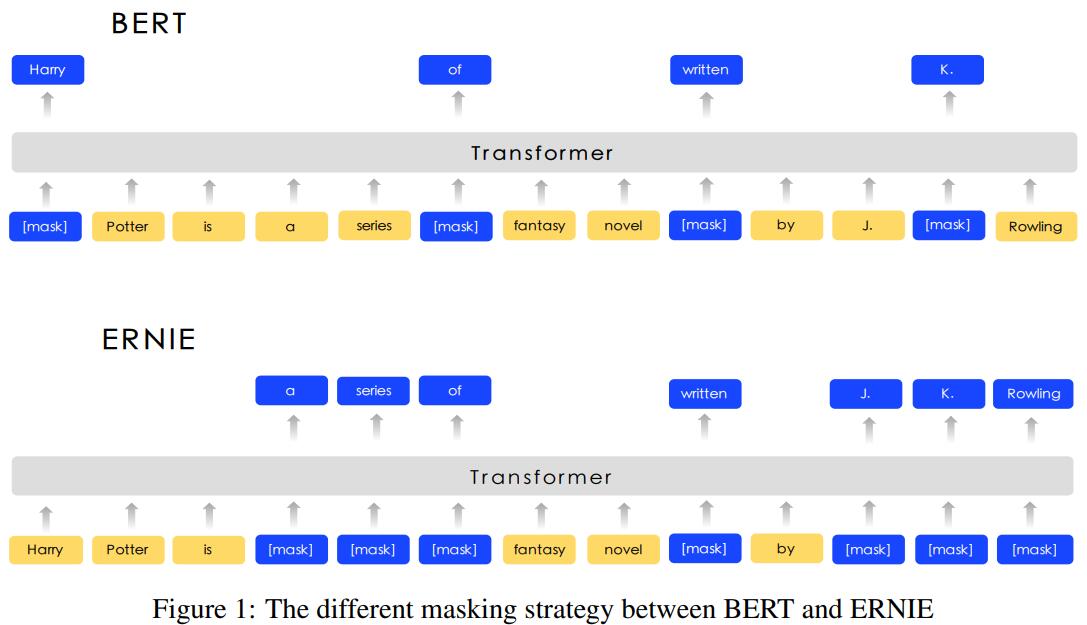 BERT
Harry of written K.
Transformer
[mask] Potter is a series [mask] fantasy novel [mask] by J. [mask] Rowling
ERNIE
a series of written J. K. Rowling
Transformer
Harry Potter is [mask] [mask] [mask] fantasy novel [mask] by [mask] [mask] [mask]
Figure 1: The different masking strategy between BERT and ERNIE